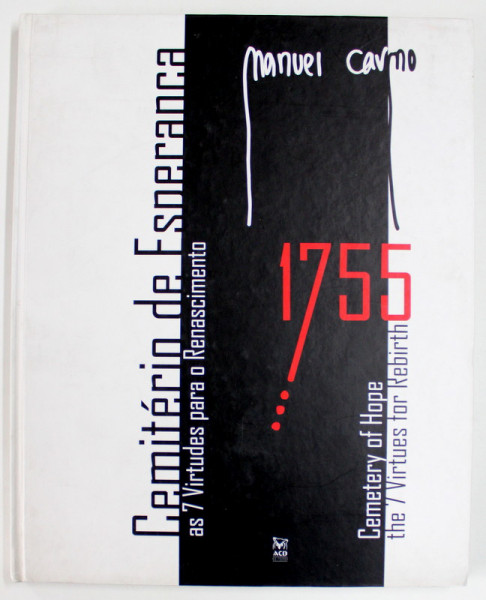 Manuel Carmo
1755...
Cemitério de Esperança
as 7 Virtudes para o Renascimento
Cemetery of Hope
the 7 Virtues for Rebirth
ACD